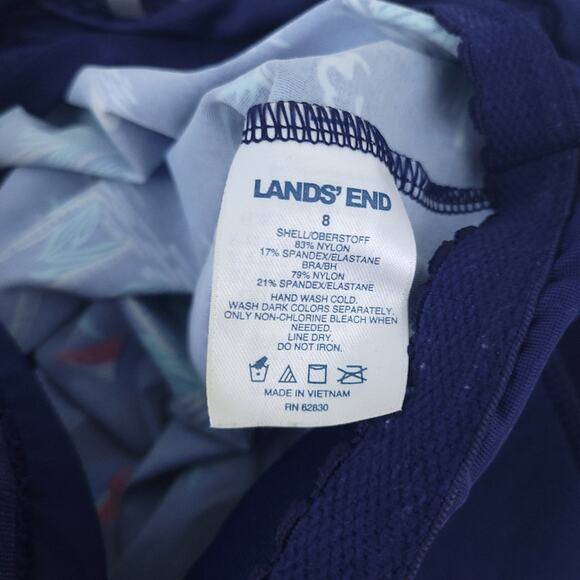 LANDS' END
8
SHELL/OBERSTOFF
83% NYLON
17% SPANDEX/ELASTANE
BRA/BH
79% NYLON
21% SPANDEX/ELASTANE
HAND WASH COLD.
WASH DARK COLORS SEPARATELY.
ONLY NON-CHLORINE BLEACH WHEN
NEEDED.
LINE DRY.
DO NOT IRON.
MADE IN VIETNAM
RN 62830